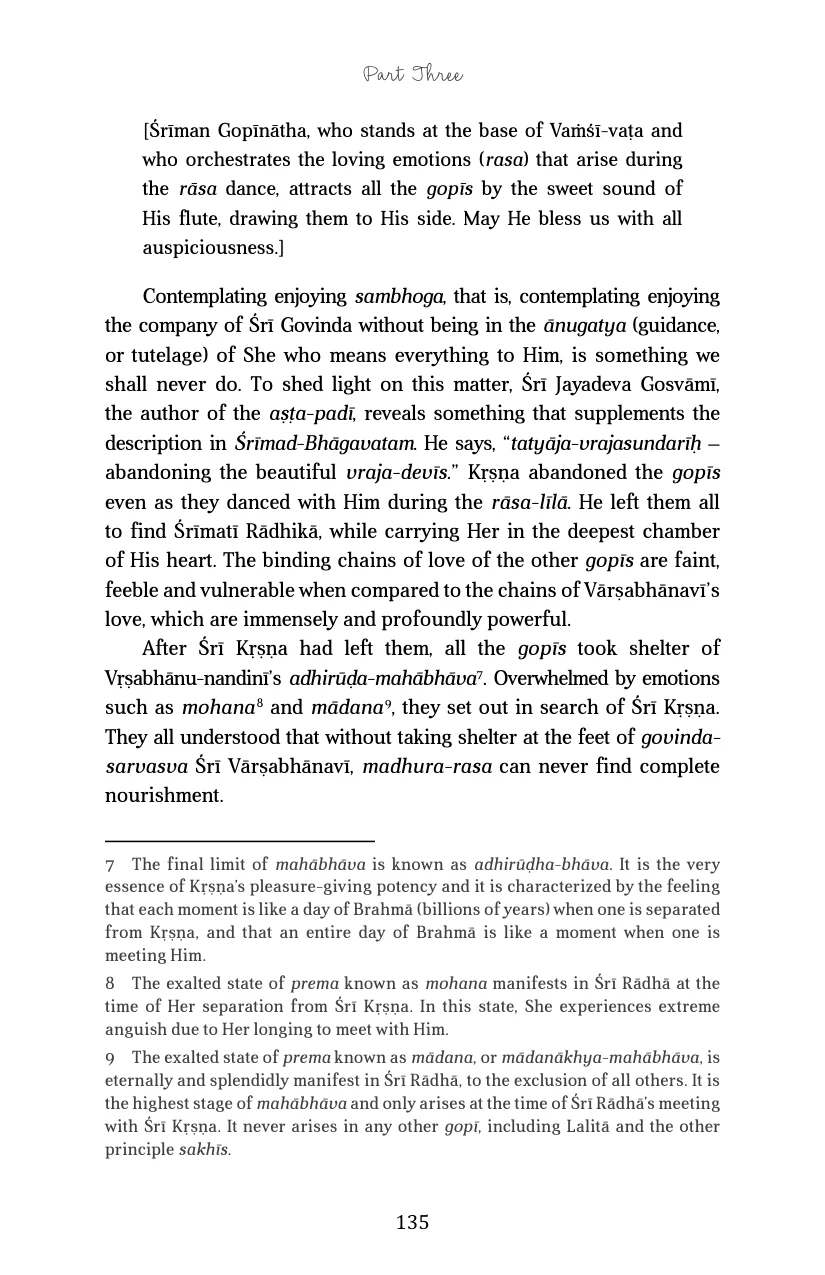 Part Three
[Śrīman Gopīnātha, who stands at the base of Vaṁśī-vaṭa and
who orchestrates the loving emotions (rasa) that arise during
the rāsa dance, attracts all the gopīs by the sweet sound of
His flute, drawing them to His side. May He bless us with all
auspiciousness.]
Contemplating enjoying sambhoga, that is, contemplating enjoying
the company of Śrī Govinda without being in the ānugatya (guidance,
or tutelage) of She who means everything to Him, is something we
shall never do. To shed light on this matter, Śrī Jayadeva Gosvāmī,
the author of the aṣṭa-padī, reveals something that supplements the
description in Śrīmad-Bhāgavatam. He says, “tatyāja-vrajasundarīḥ –
abandoning the beautiful vraja-devīs.” Kṛṣṇa abandoned the gopīs
even as they danced with Him during the rāsa-līlā. He left them all
to find Śrīmatī Rādhikā, while carrying Her in the deepest chamber
of His heart. The binding chains of love of the other gopīs are faint,
feeble and vulnerable when compared to the chains of Vārṣabhānavī’s
love, which are immensely and profoundly powerful.
After Śrī Kṛṣṇa had left them, all the gopīs took shelter of
Vṛṣabhānu-nandinī’s adhirūḍa-mahābhāva⁷. Overwhelmed by emotions
such as mohana⁸ and mādana⁹, they set out in search of Śrī Kṛṣṇa.
They all understood that without taking shelter at the feet of govinda-
sarvasva Śrī Vārṣabhānavī, madhura-rasa can never find complete
nourishment.
7 The final limit of mahābhāva is known as adhirūḍha-bhāva. It is the very
essence of Kṛṣṇa’s pleasure-giving potency and it is characterized by the feeling
that each moment is like a day of Brahmā (billions of years) when one is separated
from Kṛṣṇa, and that an entire day of Brahmā is like a moment when one is
meeting Him.
8 The exalted state of prema known as mohana manifests in Śrī Rādhā at the
time of Her separation from Śrī Kṛṣṇa. In this state, She experiences extreme
anguish due to Her longing to meet with Him.
9 The exalted state of prema known as mādana, or mādanākhya-mahābhāva, is
eternally and splendidly manifest in Śrī Rādhā, to the exclusion of all others. It is
the highest stage of mahābhāva and only arises at the time of Śrī Rādhā’s meeting
with Śrī Kṛṣṇa. It never arises in any other gopī, including Lalitā and the other
principle sakhīs.
135